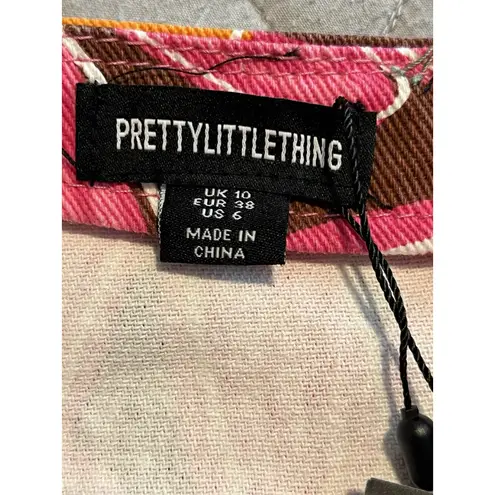 PRETTYLITTLETHING
UK 10
EUR 38
US 6
MADE IN
CHINA